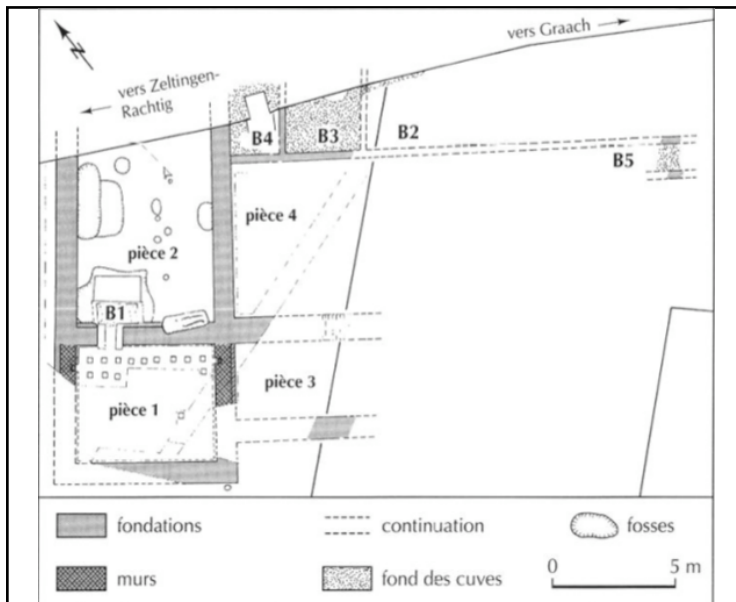 vers Graach
N
vers Zeltingen-
Rachtig
B4
B3
B2
B5
pièce 4
pièce 2
B1
pièce 3
pièce 1
fondations
continuation
fosses
murs
fond des cuves
0
5 m